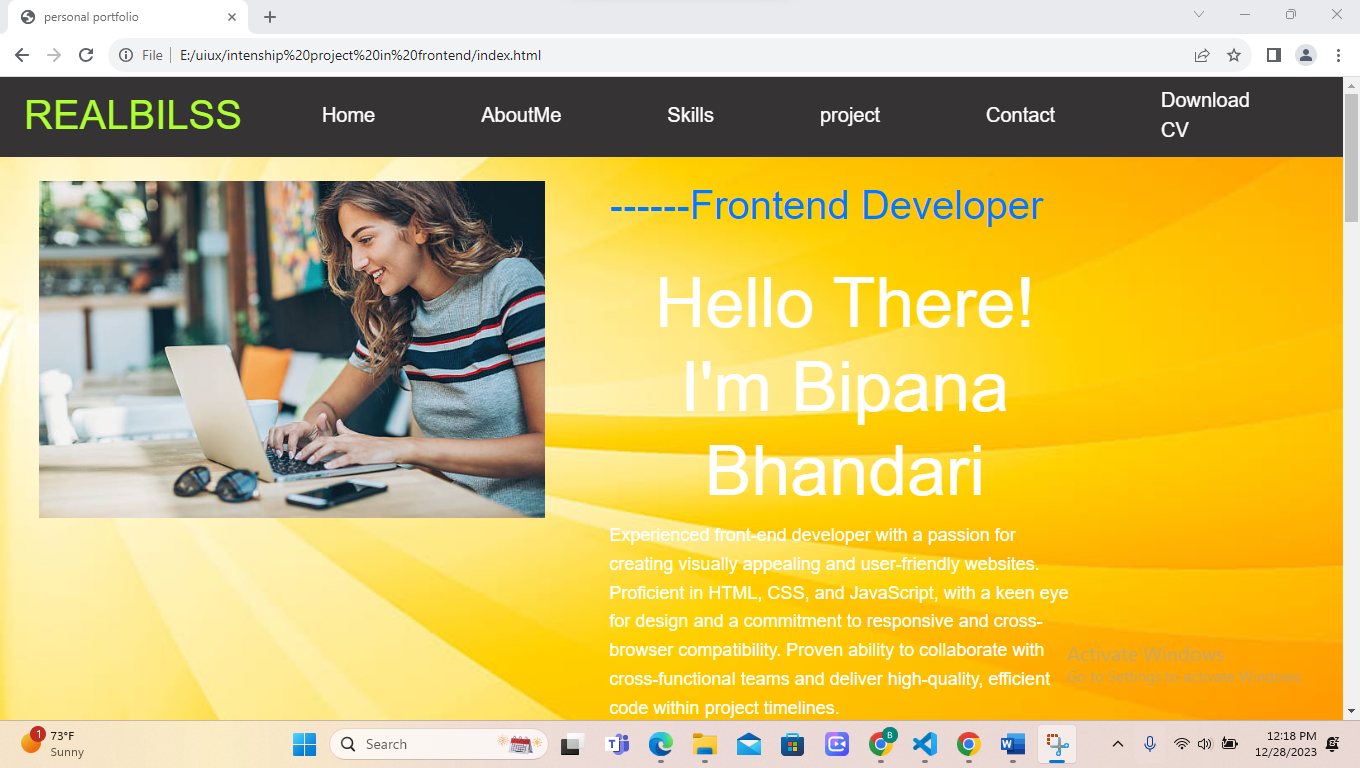 personal portfolio
File
E:/uiux/intenship%20project%20in%20frontend/index.html
REALBILSS
Home
AboutMe
Skills
project
Contact
Download
CV
------Frontend Developer
Hello There!
I'm Bipana
Bhandari
Experienced front-end developer with a passion for
creating visually appealing and user-friendly websites.
Proficient in HTML, CSS, and JavaScript, with a keen eye
for design and a commitment to responsive and cross-
browser compatibility. Proven ability to collaborate with
cross-functional teams and deliver high-quality, efficient
code within project timelines.
Activate Windows
Go to Settings to activate Windows.
1
73°F
Sunny
Search
B
12:18 PM
12/28/2023